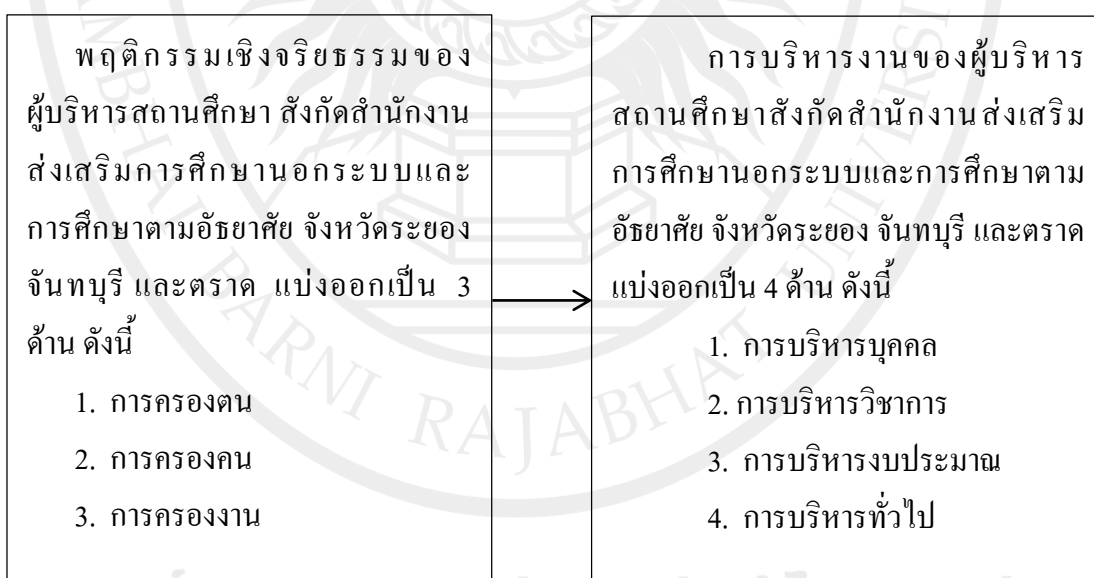 พฤติกรรมเชิงจริยธรรมของ
ผู้บริหารสถานศึกษา สังกัดสำนักงาน
ส่งเสริมการศึกษานอกระบบและ
การศึกษาตามอัธยาศัย จังหวัดระยอง
จันทบุรี และตราด แบ่งออกเป็น 3
ด้าน ดังนี้
1. การครองตน
2. การครองคน
3. การครองงาน
การบริหารงานของผู้บริหาร
สถานศึกษาสังกัดสำนักงานส่งเสริม
การศึกษานอกระบบและการศึกษาตาม
อัธยาศัย จังหวัดระยอง จันทบุรี และตราด
แบ่งออกเป็น 4 ด้าน ดังนี้
1. การบริหารบุคคล
2. การบริหารวิชาการ
3. การบริหารงบประมาณ
4. การบริหารทั่วไป
BARNI RAJABHAT